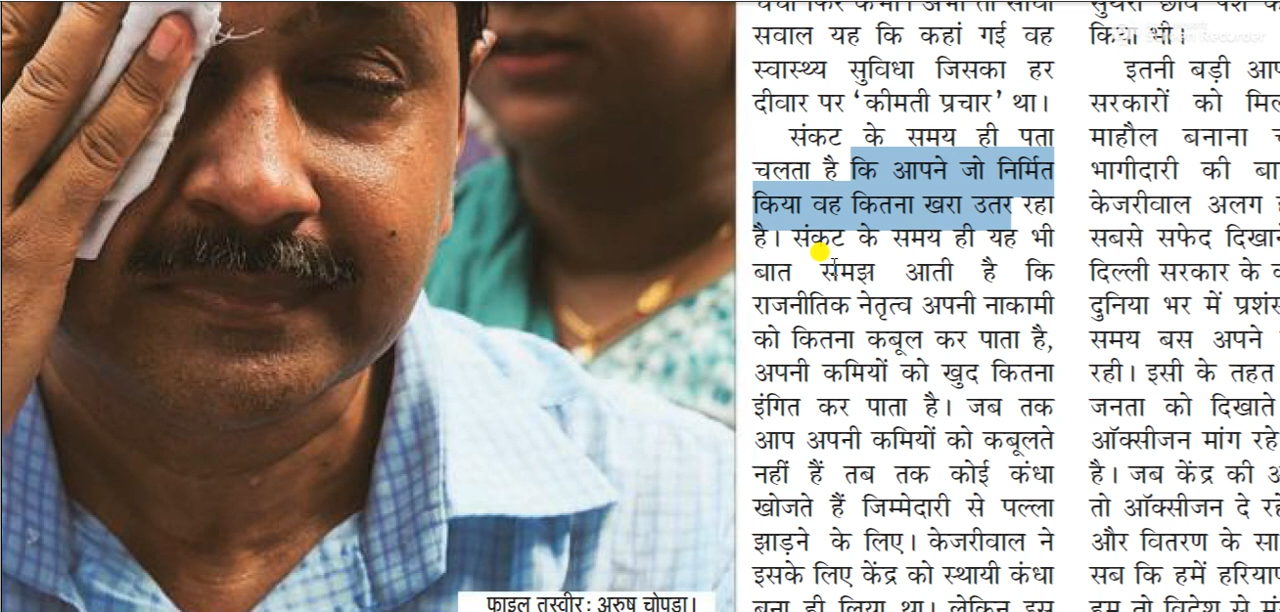 सवाल यह कि कहां गई वह
स्वास्थ्य सुविधा जिसका हर
दीवार पर ‘कीमती प्रचार’ था।
संकट के समय ही पता
चलता है कि आपने जो निर्मित
किया वह कितना खरा उतर रहा
है। संकट के समय ही यह भी
बात समझ आती है कि
राजनीतिक नेतृत्व अपनी नाकामी
को कितना कबूल कर पाता है,
अपनी कमियों को खुद कितना
इंगित कर पाता है। जब तक
आप अपनी कमियों को कबूलते
नहीं हैं तब तक कोई कंधा
खोजते हैं जिम्मेदारी से पल्ला
झाड़ने के लिए। केजरीवाल ने
इसके लिए केंद्र को स्थायी कंधा
बना ही लिया था। लेकिन इस
किया भी।
इतनी बड़ी
सरकारों को
माहौल बनाना
भागीदारी की
केजरीवाल अलग
सबसे सफेद
दिल्ली सरकार के
दुनिया भर में
समय बस अपने
रही। इसी के तहत
जनता को दिखाते
ऑक्सीजन मांग रहे
है। जब केंद्र की
तो ऑक्सीजन दे
और वितरण के
सब कि हमें
हम तो विदेश से
फाइल तस्वीर: अरुष चोपड़ा।